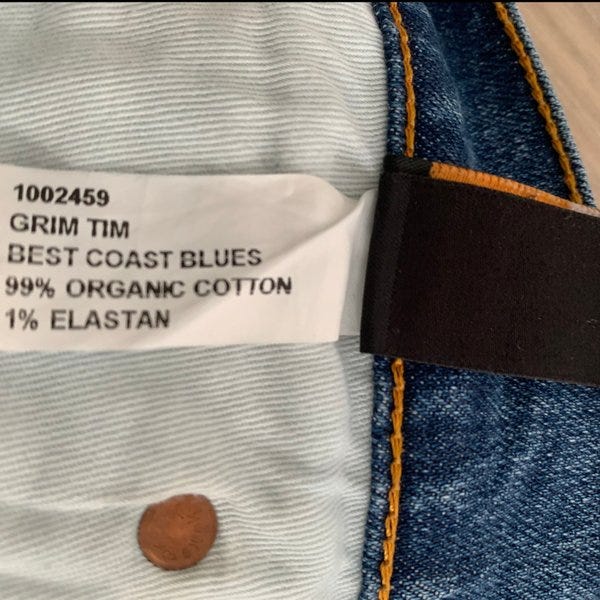 1002459
GRIM TIM
BEST COAST BLUES
99% ORGANIC COTTON
1% ELASTAN